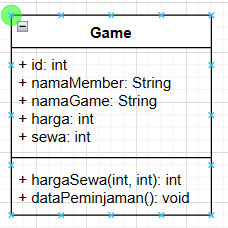 Game
+ id: int
+ namaMember: String
+ namaGame: String
+ harga: int
+ sewa: int
+ hargaSewa(int, int): int
+ dataPeminjaman(): void